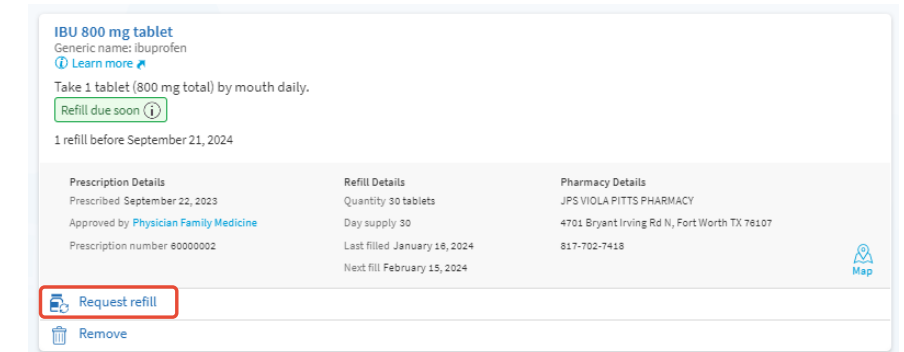 IBU 800 mg tablet
Generic name: ibuprofen
Learn more
Take 1 tablet (800 mg total) by mouth daily.
Refill due soon
1 refill before September 21, 2024
Prescription Details
Prescribed September 22, 2023
Approved by Physician Family Medicine
Prescription number 60000002
Refill Details
Quantity 30 tablets
Day supply 30
Last filled January 16, 2024
Next fill February 15, 2024
Pharmacy Details
JPS VIOLA PITTS PHARMACY
4701 Bryant Irving Rd N, Fort Worth TX 76107
817-702-7418
Map
Request refill
Remove